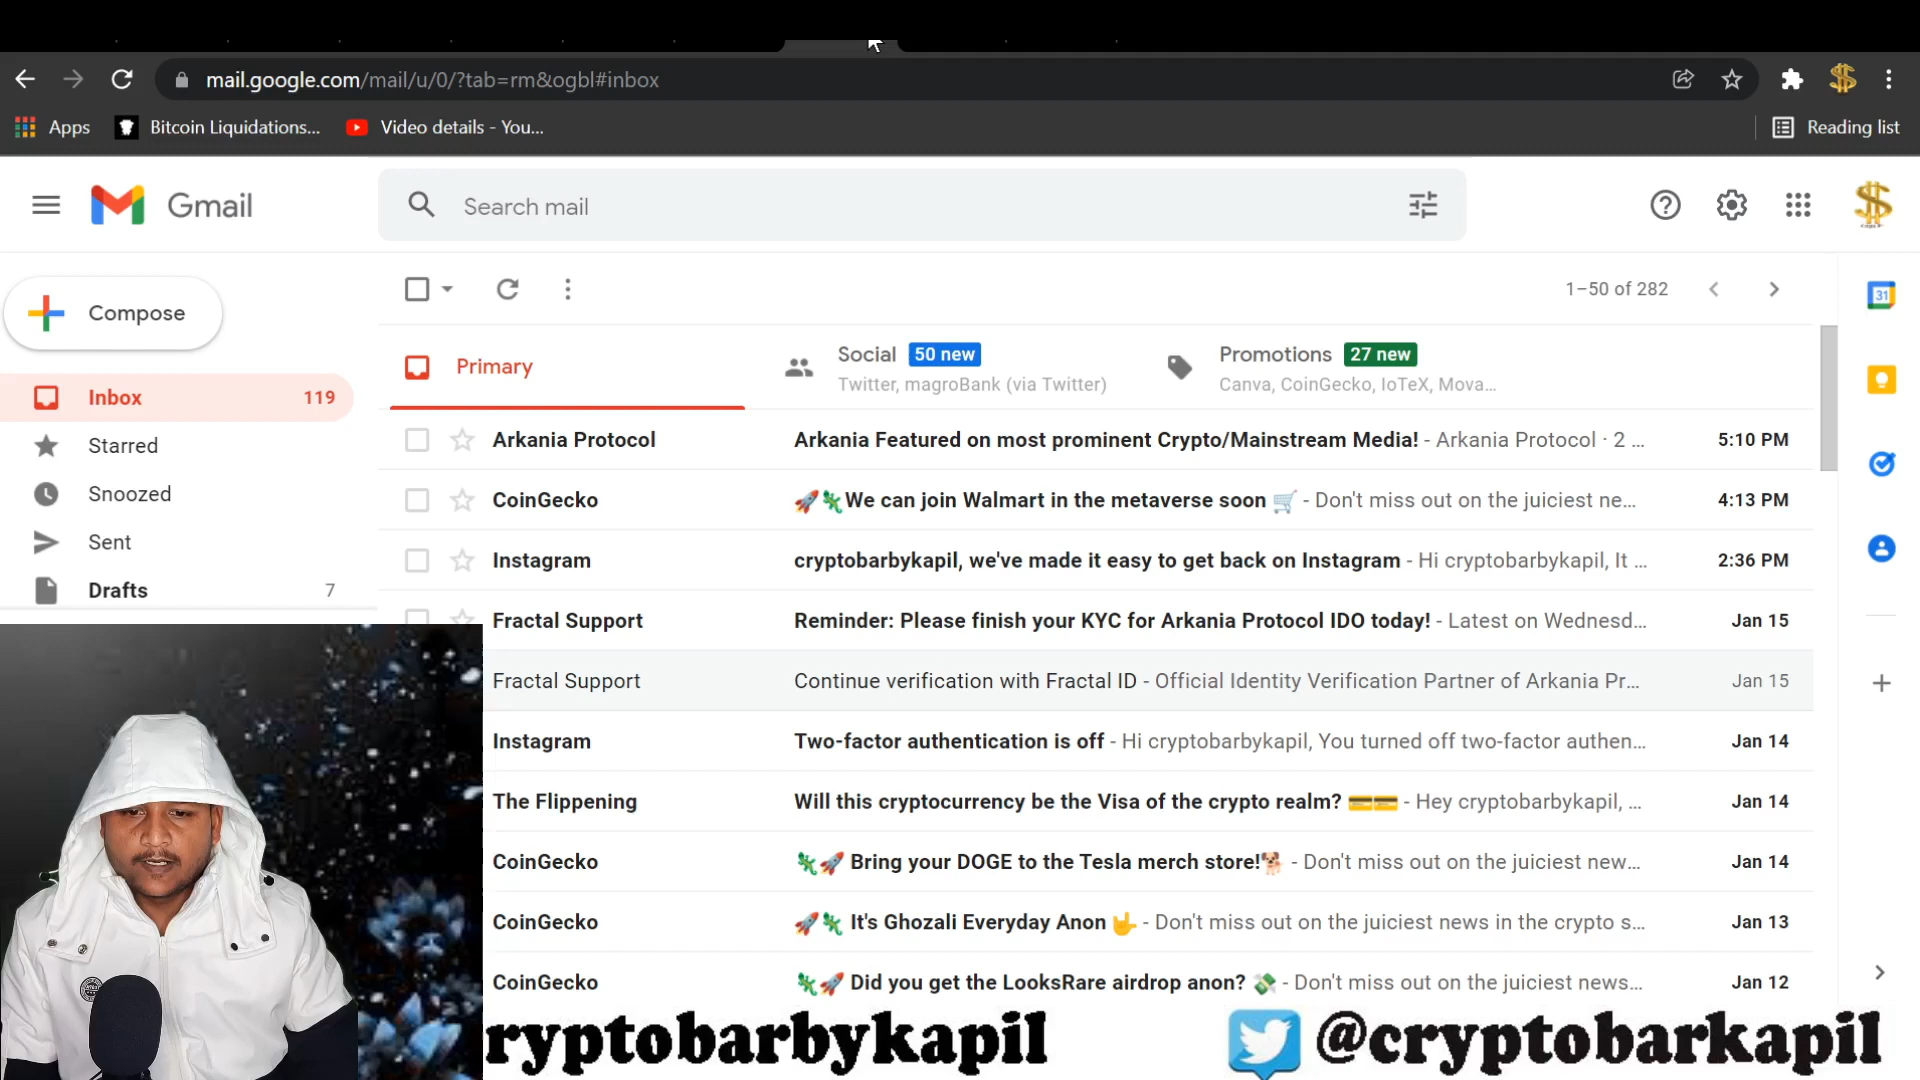 mail.google.com/mail/u/0/?tab=rm&ogbl#inbox
Apps
Bitcoin Liquidations...
Video details - You...
Reading list
Gmail
Search mail
Compose
1–50 of 282
31
Primary
Social 50 new
Twitter, magroBank (via Twitter)
Promotions 27 new
Canva, CoinGecko, IoTeX, Mova...
Inbox 119
Starred
Snoozed
Sent
Drafts 7
Arkania Protocol Arkania Featured on most prominent Crypto/Mainstream Media! - Arkania Protocol · 2 ... 5:10 PM
CoinGecko 🚀🦎We can join Walmart in the metaverse soon 🛒 - Don't miss out on the juiciest ne... 4:13 PM
Instagram cryptobarbykapil, we've made it easy to get back on Instagram - Hi cryptobarbykapil, It ... 2:36 PM
Fractal Support Reminder: Please finish your KYC for Arkania Protocol IDO today! - Latest on Wednesd... Jan 15
Fractal Support Continue verification with Fractal ID - Official Identity Verification Partner of Arkania Pr... Jan 15
Instagram Two-factor authentication is off - Hi cryptobarbykapil, You turned off two-factor authen... Jan 14
The Flippening Will this cryptocurrency be the Visa of the crypto realm? 💳💳 - Hey cryptobarbykapil, ... Jan 14
CoinGecko 🦎🚀 Bring your DOGE to the Tesla merch store!🐕 - Don't miss out on the juiciest new... Jan 14
CoinGecko 🚀🦎 It's Ghozali Everyday Anon 🤟 - Don't miss out on the juiciest news in the crypto s... Jan 13
CoinGecko 🦎🚀 Did you get the LooksRare airdrop anon? 💸 - Don't miss out on the juiciest news... Jan 12
ryptobarbykapil
@cryptobarkapil